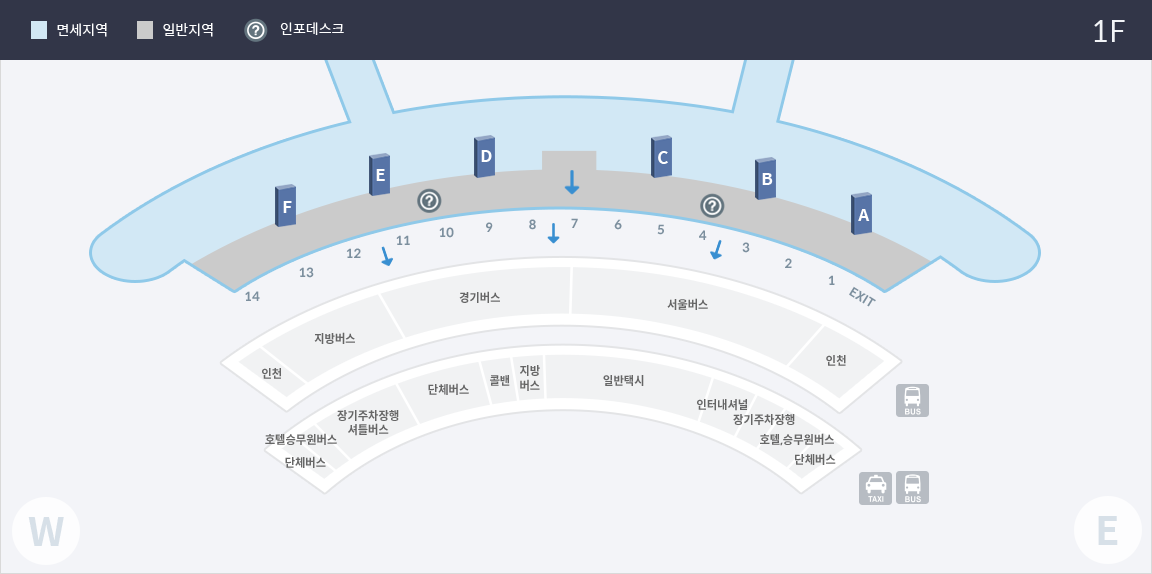 면세지역
일반지역
?
인포데스크
1F
F
E
D
C
B
A
?
?
14
13
12
11
10
9
8
7
6
5
4
3
2
1
EXIT
인천
지방버스
경기버스
서울버스
인천
호텔승무원버스
단체버스
장기주차장행
셔틀버스
단체버스
콜밴
지방
버스
일반택시
인터내셔널
장기주차장행
호텔,승무원버스
단체버스
BUS
TAXI
BUS
W
E